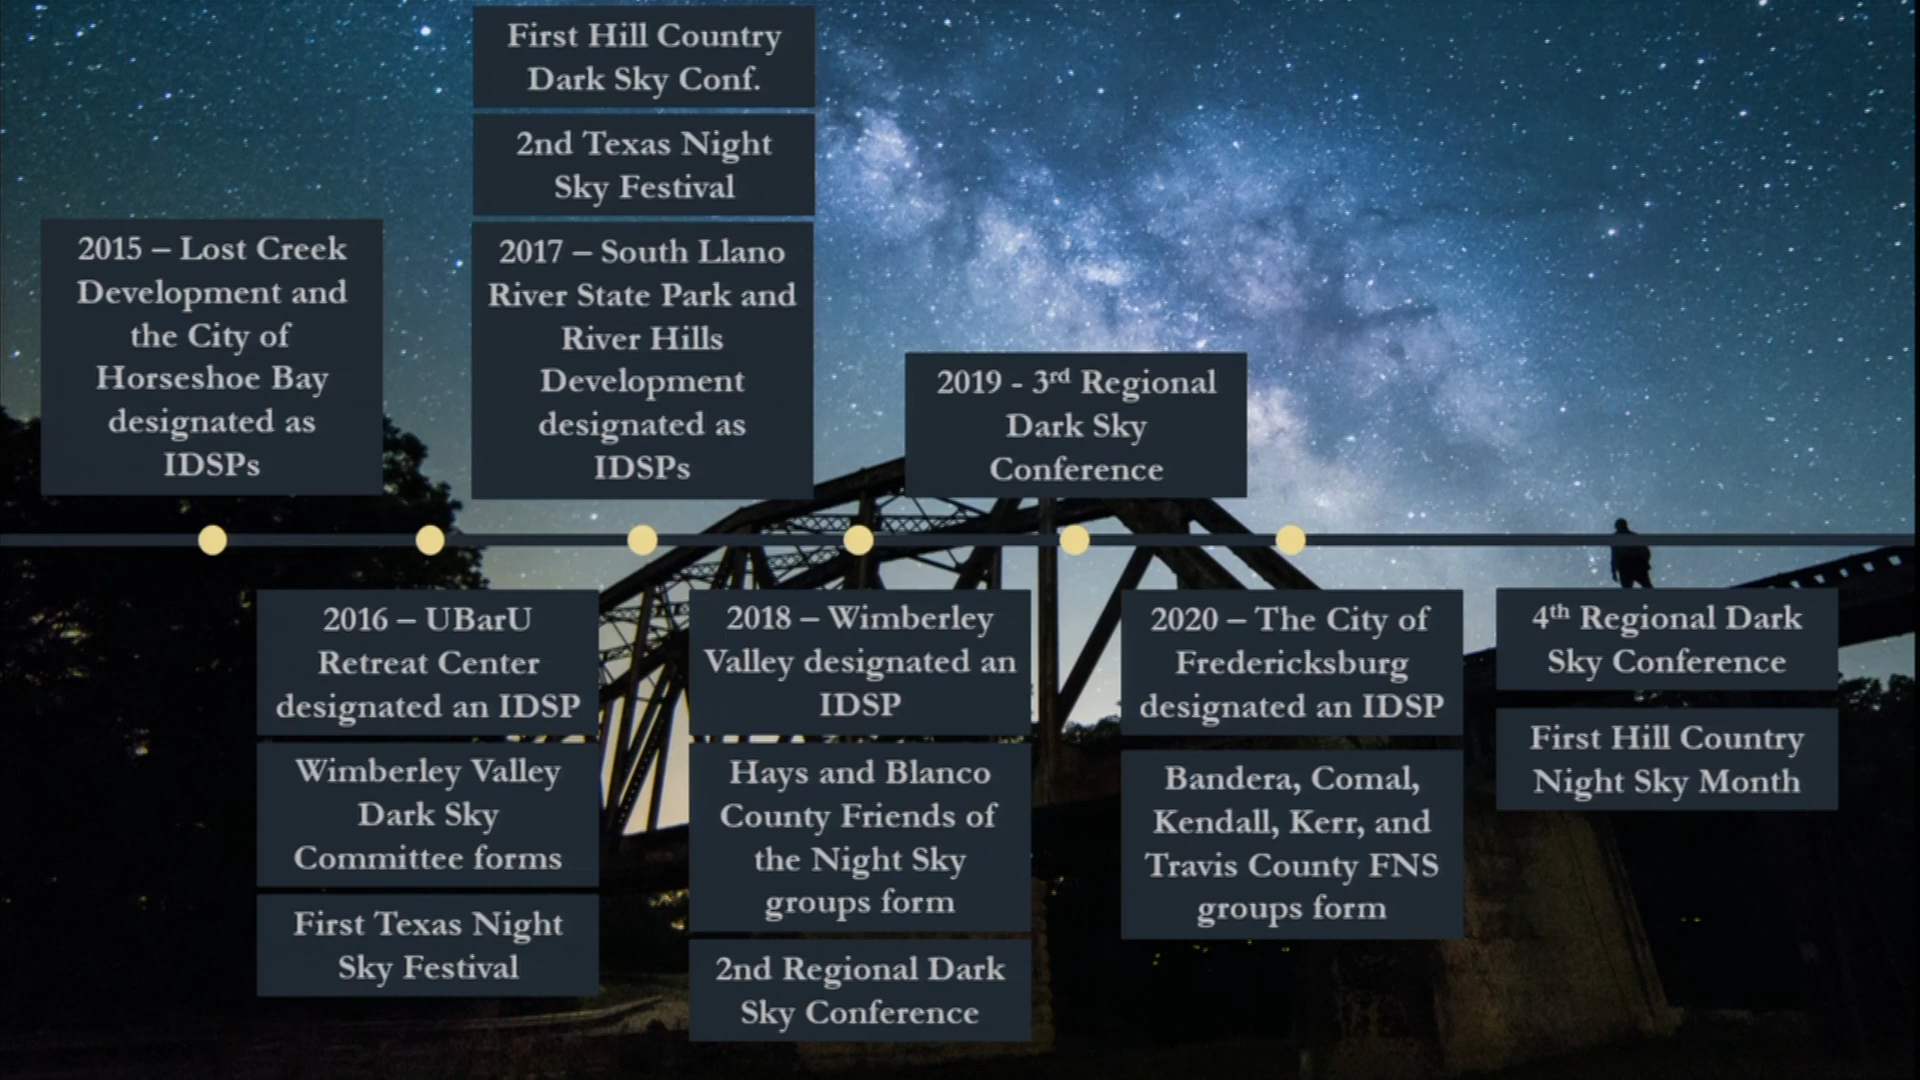 First Hill Country
Dark Sky Conf.
2nd Texas Night
Sky Festival
2015 – Lost Creek
Development and
the City of
Horseshoe Bay
designated as
IDSPs
2017 – South Llano
River State Park and
River Hills
Development
designated as
IDSPs
2019 - 3rd Regional
Dark Sky
Conference
2016 – UBarU
Retreat Center
designated an IDSP
Wimberley Valley
Dark Sky
Committee forms
First Texas Night
Sky Festival
2018 – Wimberley
Valley designated an
IDSP
Hays and Blanco
County Friends of
the Night Sky
groups form
2nd Regional Dark
Sky Conference
2020 – The City of
Fredericksburg
designated an IDSP
Bandera, Comal,
Kendall, Kerr, and
Travis County FNS
groups form
4th Regional Dark
Sky Conference
First Hill Country
Night Sky Month